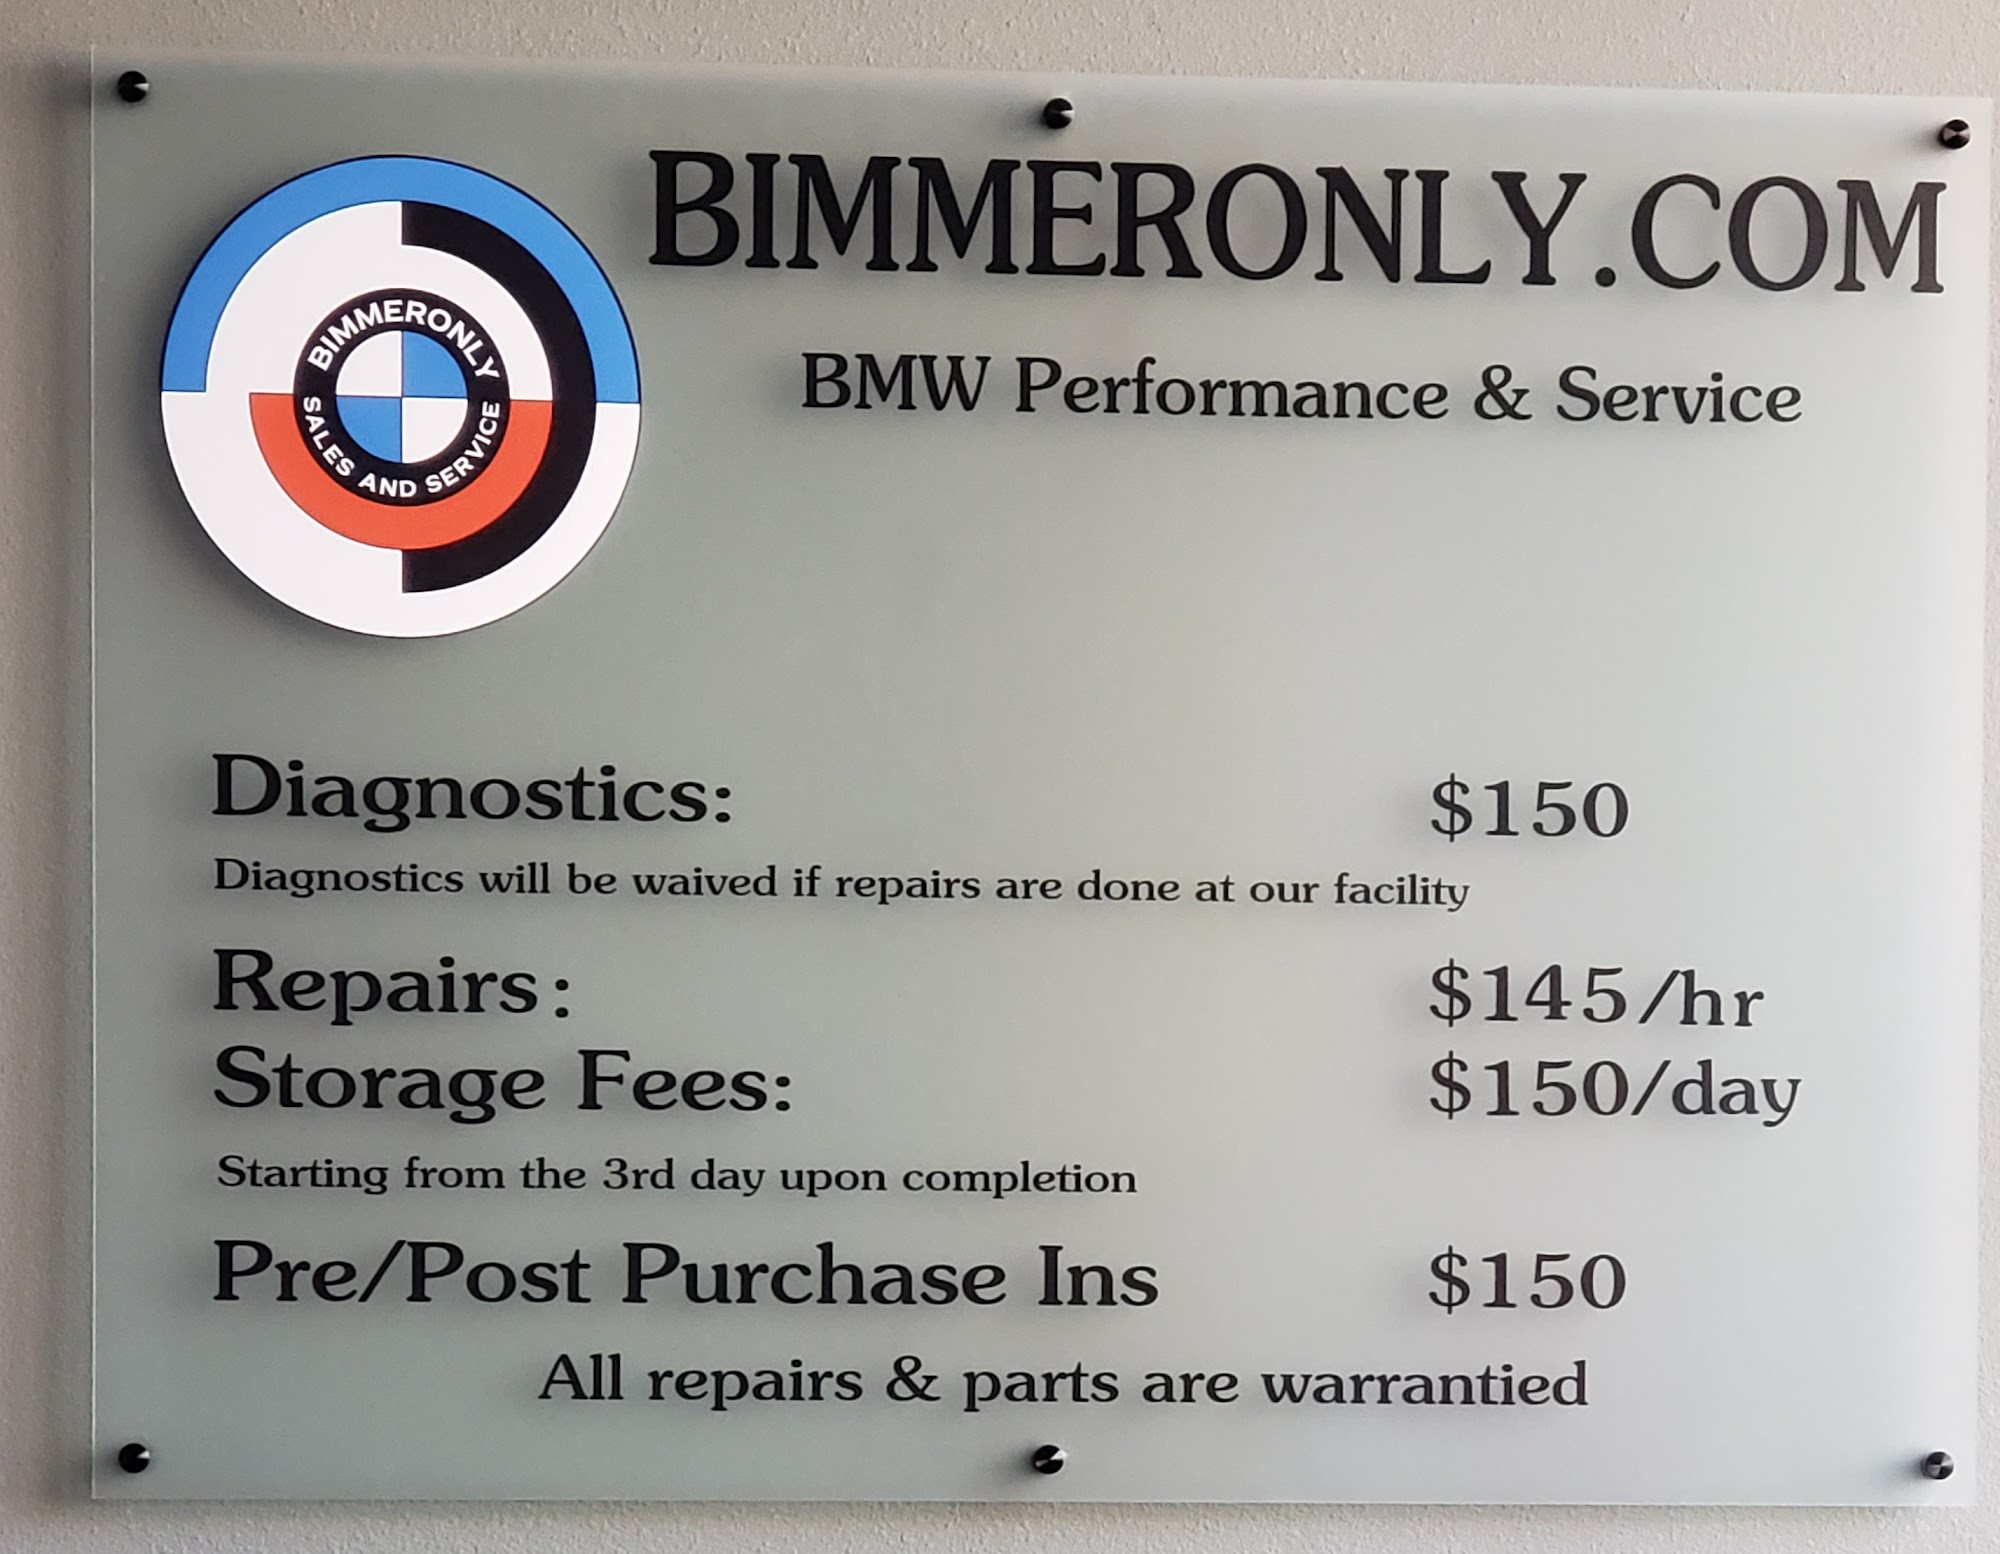 BIMMERONLY.COM
BMW Performance & Service
BIMMERONLY
SALES AND SERVICE
Diagnostics: $150
Diagnostics will be waived if repairs are done at our facility
Repairs: $145/hr
Storage Fees: $150/day
Starting from the 3rd day upon completion
Pre/Post Purchase Ins $150
All repairs & parts are warrantied